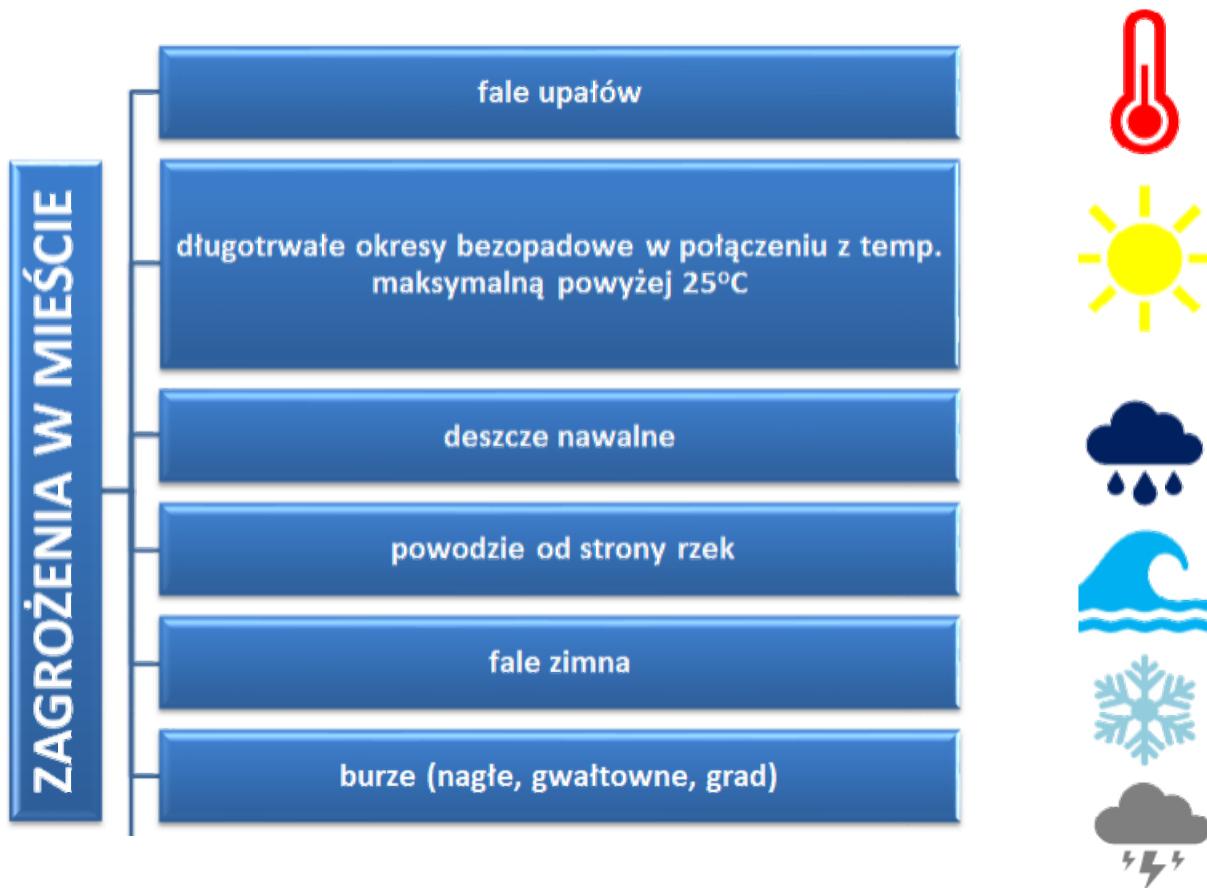 ZAGROŻENIA W MIEŚCIE
fale upałów
długotrwałe okresy bezopadowe w połączeniu z temp.
maksymalną powyżej 25°C
deszcze nawalne
powodzie od strony rzek
fale zimna
burze (nagłe, gwałtowne, grad)